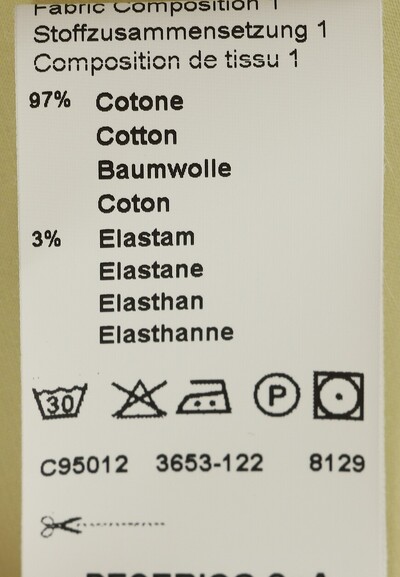 Fabric Composition 1
Stoffzusammensetzung 1
Composition de tissu 1
97% Cotone
Cotton
Baumwolle
Coton
3% Elastam
Elastane
Elasthan
Elasthanne
30 P
C95012 3653-122 8129